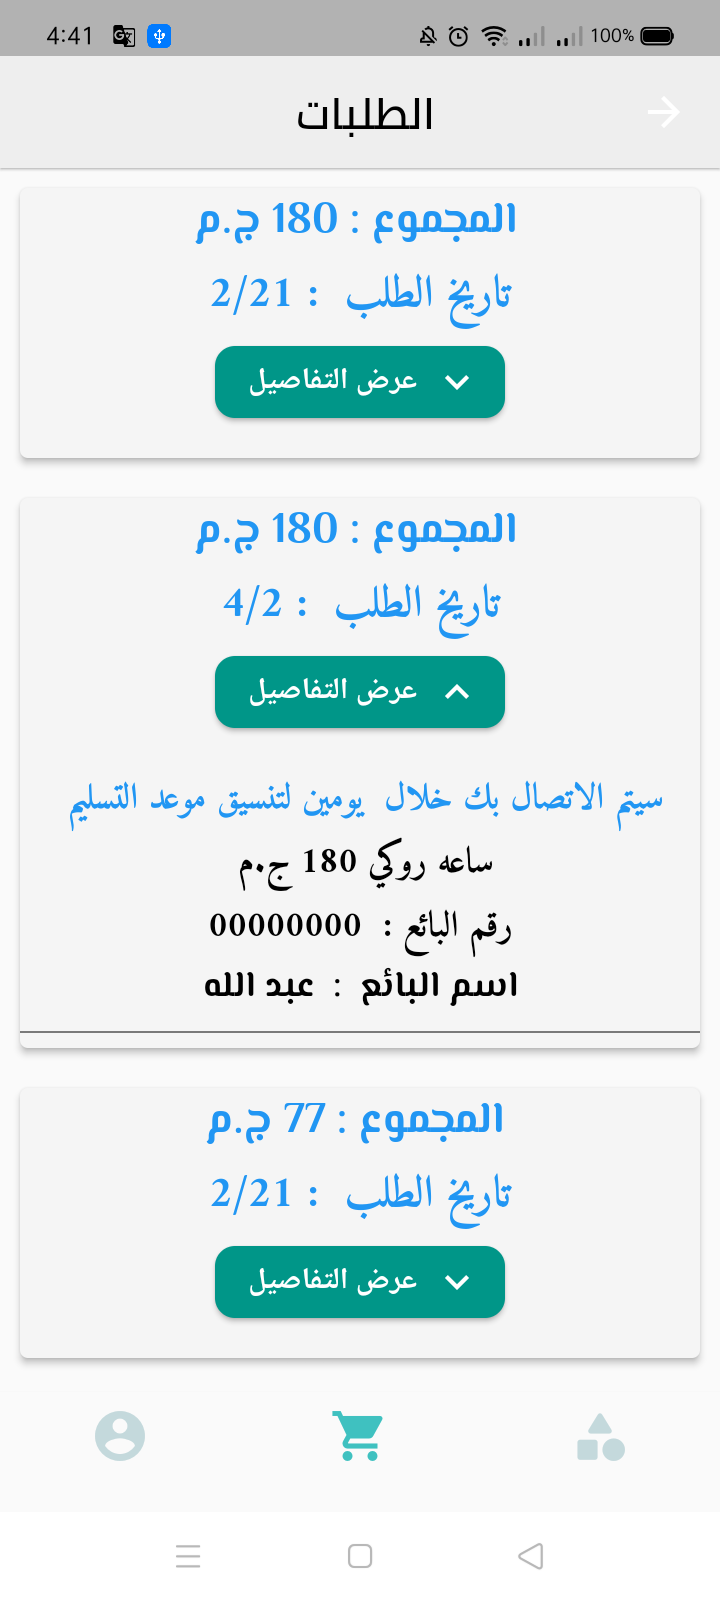 4:41
100%
الطلبات
المجموع : 180 ج.م
تاريخ الطلب : 2/21
عرض التفاصيل
المجموع : 180 ج.م
تاريخ الطلب : 4/2
عرض التفاصيل
سيتم الاتصال بك خلال يومين لتنسيق موعد التسليم
ساعه روكي 180 ج.م
رقم البائع : 00000000
اسم البائع : عبد الله
المجموع : 77 ج.م
تاريخ الطلب : 2/21
عرض التفاصيل